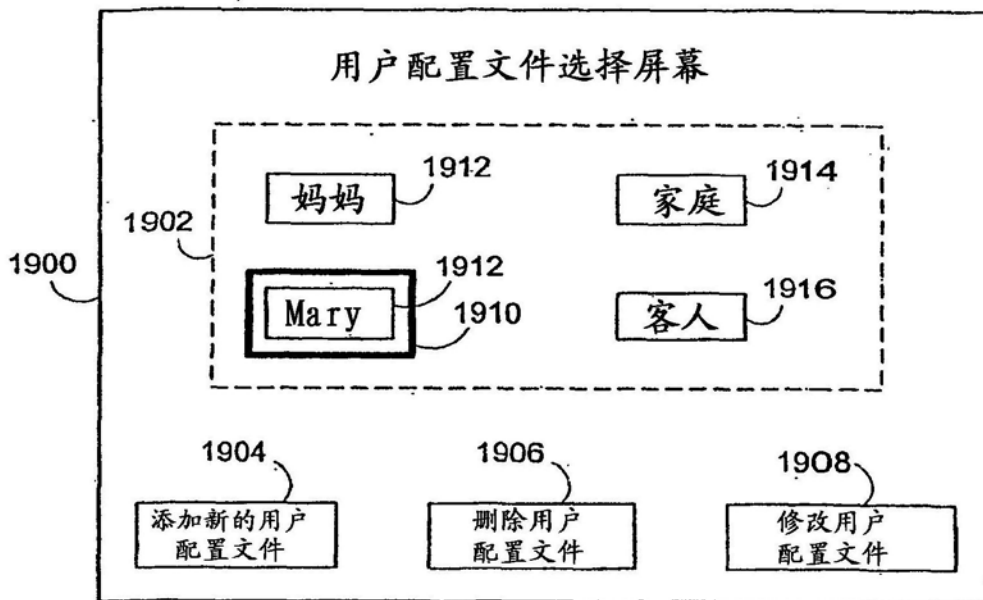 用户配置文件选择屏幕
妈妈 1912
家庭 1914
1902
1900
Mary 1912
1910
客人 1916
1904
1906
1908
添加新的用户
配置文件
删除用户
配置文件
修改用户
配置文件